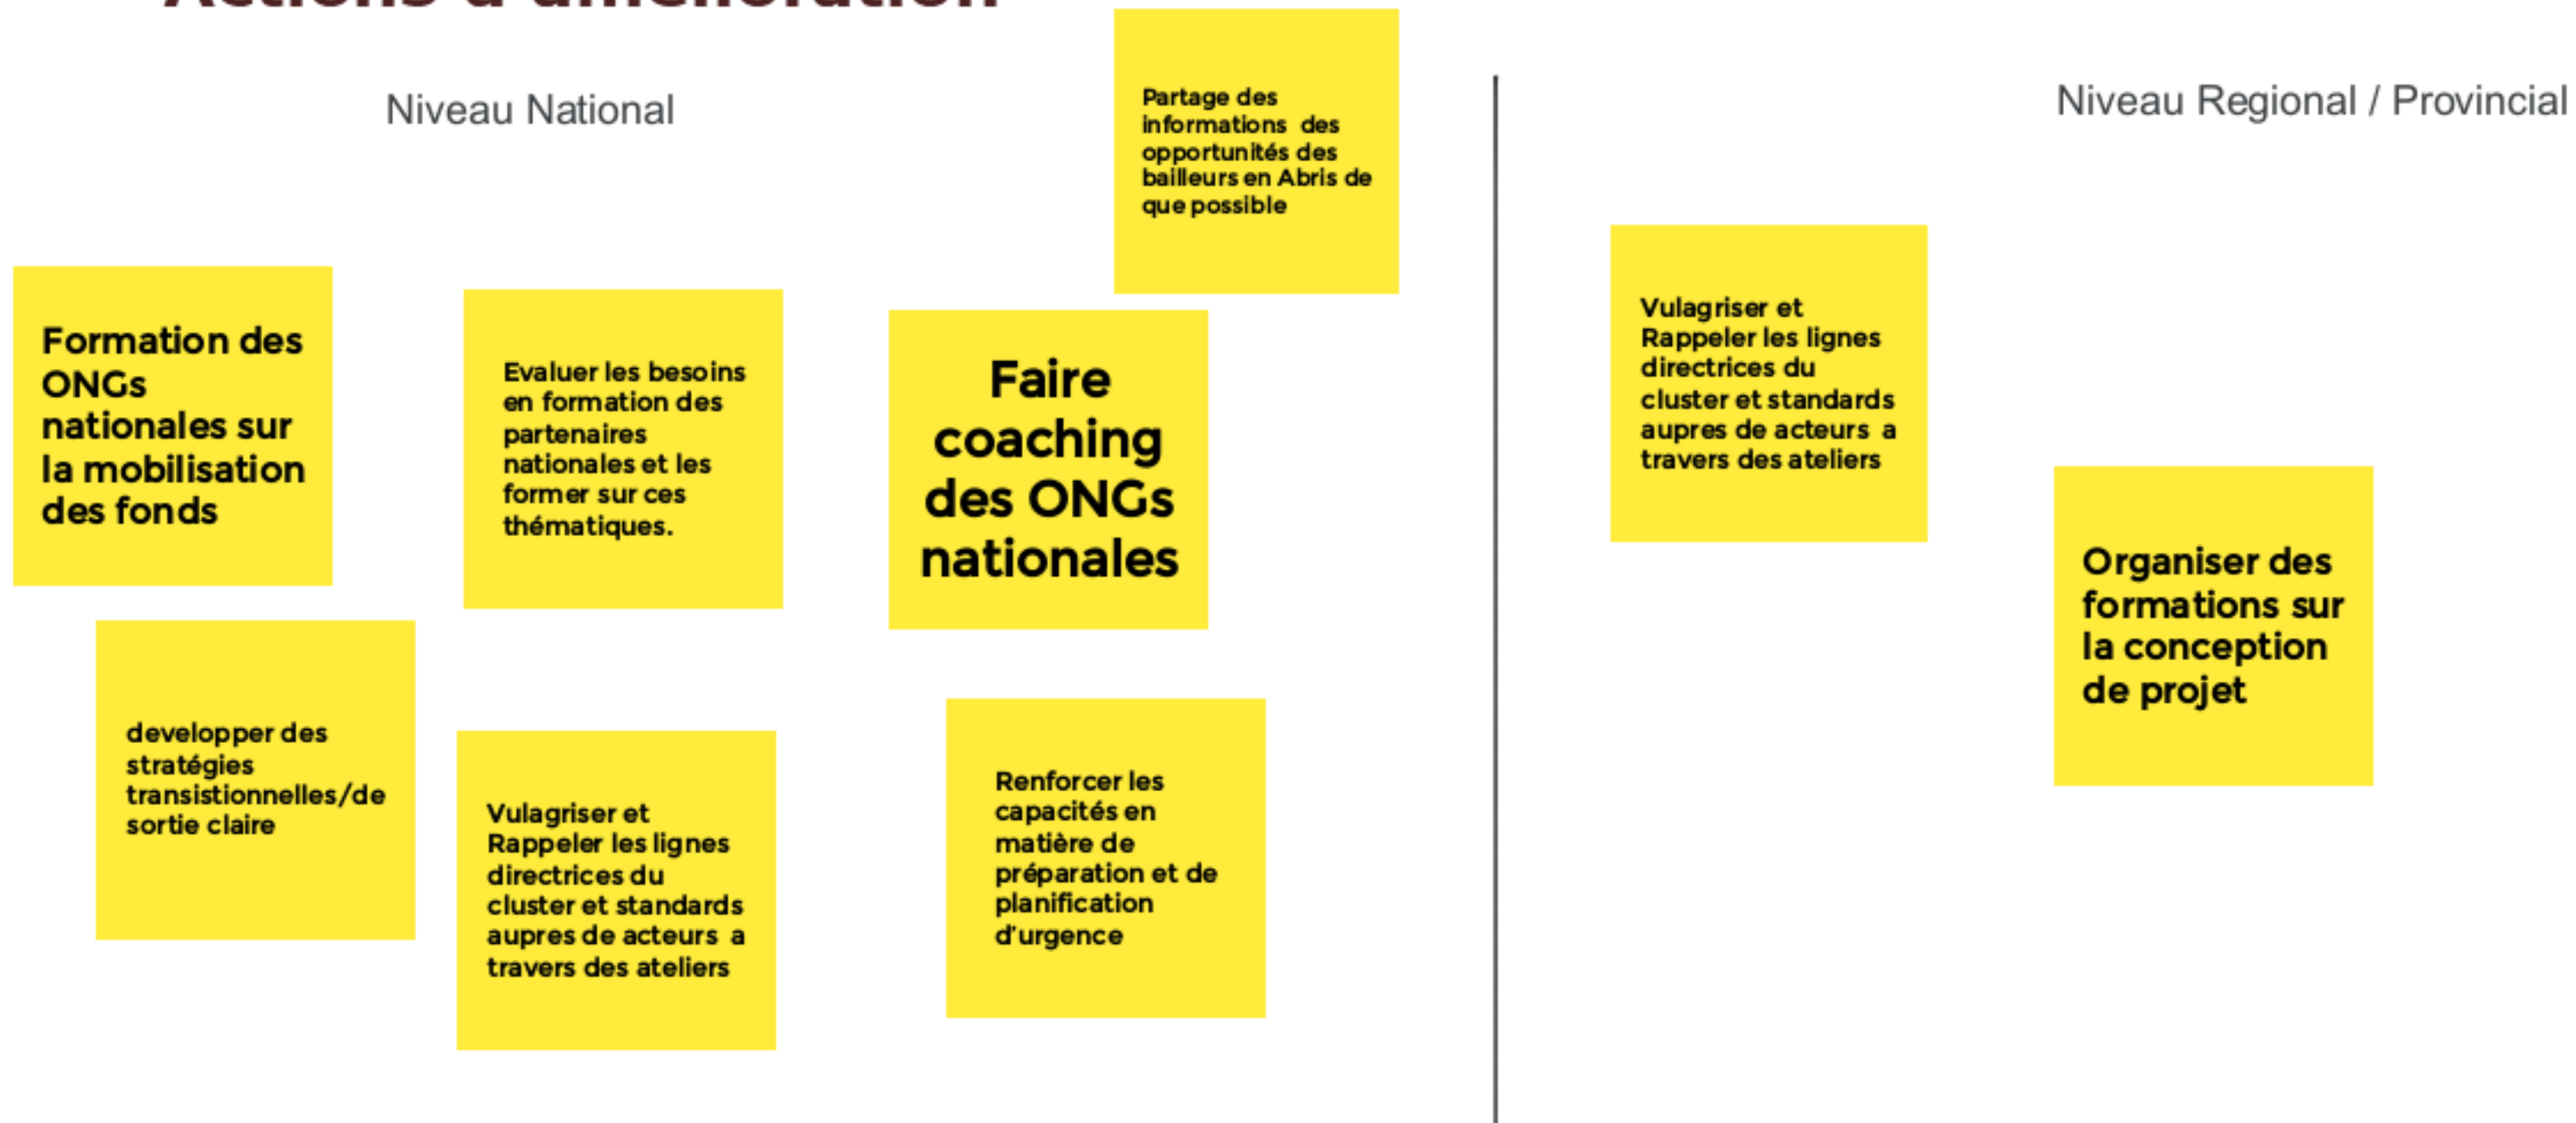 Actions d'amélioration
Niveau National
Partage des
informations des
opportunités des
bailleurs en Abris de
que possible
Formation des
ONGs
nationales sur
la mobilisation
des fonds
Evaluer les besoins
en formation des
partenaires
nationales et les
former sur ces
thématiques.
Faire
coaching
des ONGs
nationales
developper des
stratégies
transistionnelles/de
sortie claire
Vulagriser et
Rappeler les lignes
directrices du
cluster et standards
aupres de acteurs a
travers des ateliers
Renforcer les
capacités en
matière de
préparation et de
planification
d'urgence
Niveau Regional / Provincial
Vulagriser et
Rappeler les lignes
directrices du
cluster et standards
aupres de acteurs a
travers des ateliers
Organiser des
formations sur
la conception
de projet